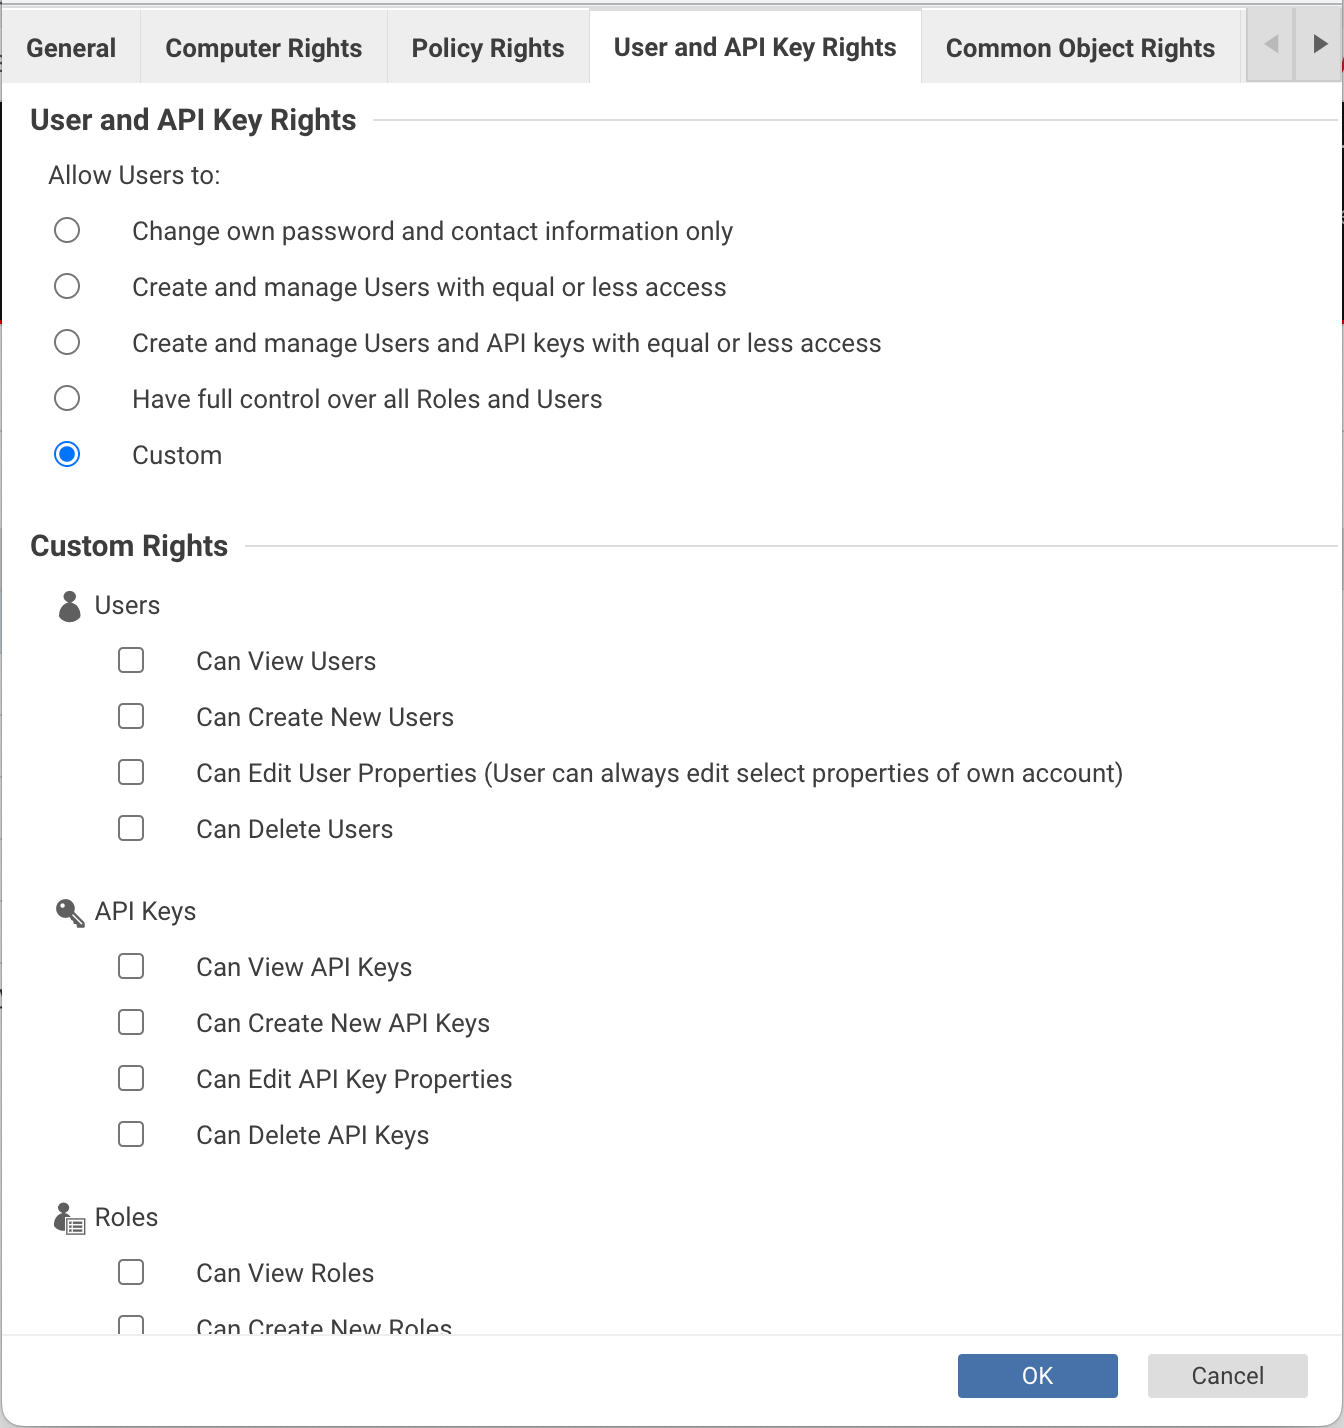 General
Computer Rights
Policy Rights
User and API Key Rights
Common Object Rights
User and API Key Rights
Allow Users to:
Change own password and contact information only
Create and manage Users with equal or less access
Create and manage Users and API keys with equal or less access
Have full control over all Roles and Users
Custom
Custom Rights
Users
Can View Users
Can Create New Users
Can Edit User Properties (User can always edit select properties of own account)
Can Delete Users
API Keys
Can View API Keys
Can Create New API Keys
Can Edit API Key Properties
Can Delete API Keys
Roles
Can View Roles
Can Create New Roles
OK
Cancel